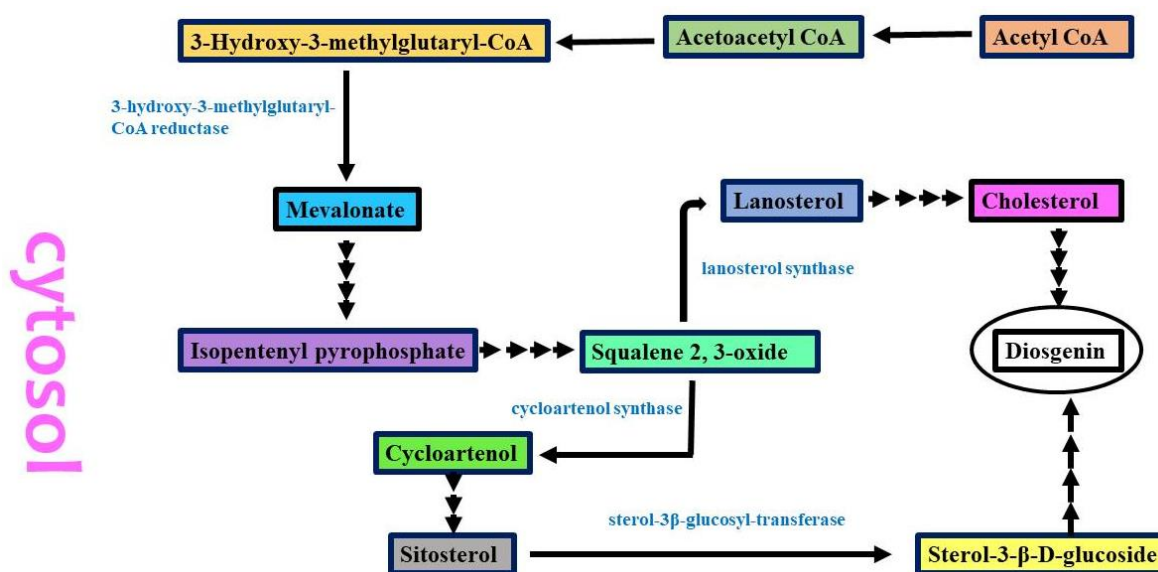 3-Hydroxy-3-methylglutaryl-CoA
Acetoacetyl CoA
Acetyl CoA
3-hydroxy-3-methylglutaryl-
CoA reductase
Mevalonate
Lanosterol
Cholesterol
lanosterol synthase
cytosol
Isopentenyl pyrophosphate
Squalene 2, 3-oxide
Diosgenin
cycloartenol synthase
Cycloartenol
sterol-3β-glucosyl-transferase
Sitosterol
Sterol-3-β-D-glucoside